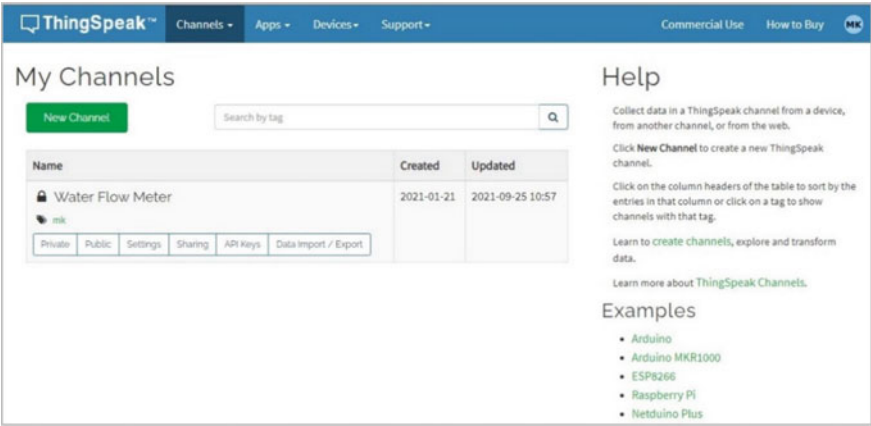 ThingSpeak™ Channels Apps Devices Support Commercial Use How to Buy MK
My Channels
New Channel
Search by tag
Name Created Updated
Water Flow Meter 2021-01-21 2021-09-25 10:57
mk
Private Public Settings Sharing API Keys Data Import / Export
Help
Collect data in a ThingSpeak channel from a device,
from another channel, or from the web.
Click New Channel to create a new ThingSpeak
channel.
Click on the column headers of the table to sort by the
entries in that column or click on a tag to show
channels with that tag.
Learn to create channels, explore and transform
data.
Learn more about ThingSpeak Channels.
Examples
• Arduino
• Arduino MKR1000
• ESP8266
• Raspberry Pi
• Netduino Plus